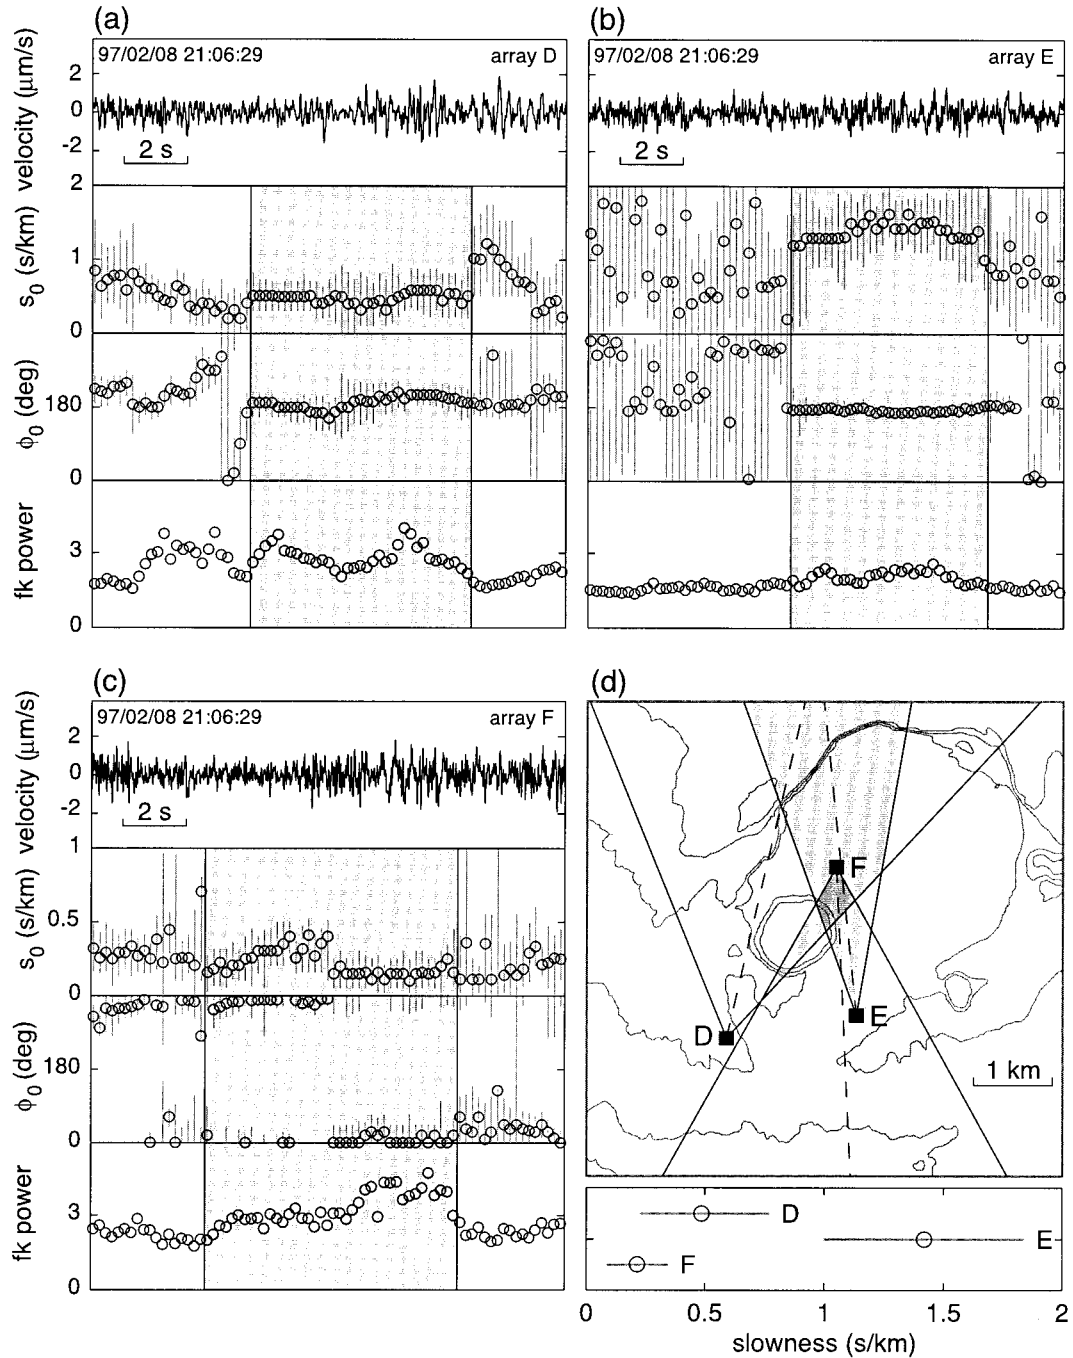 (a)
97/02/08 21:06:29 array D
velocity (μm/s)
2
0
-2
2 s
s₀ (s/km)
2
1
0
ϕ₀ (deg)
180
0
fk power
3
0
(b)
97/02/08 21:06:29 array E
2 s
(c)
97/02/08 21:06:29 array F
velocity (μm/s)
2
0
-2
2 s
s₀ (s/km)
1
0.5
0
ϕ₀ (deg)
180
0
fk power
3
0
(d)
F
E
D
1 km
D
E
F
0 0.5 1 1.5 2
slowness (s/km)